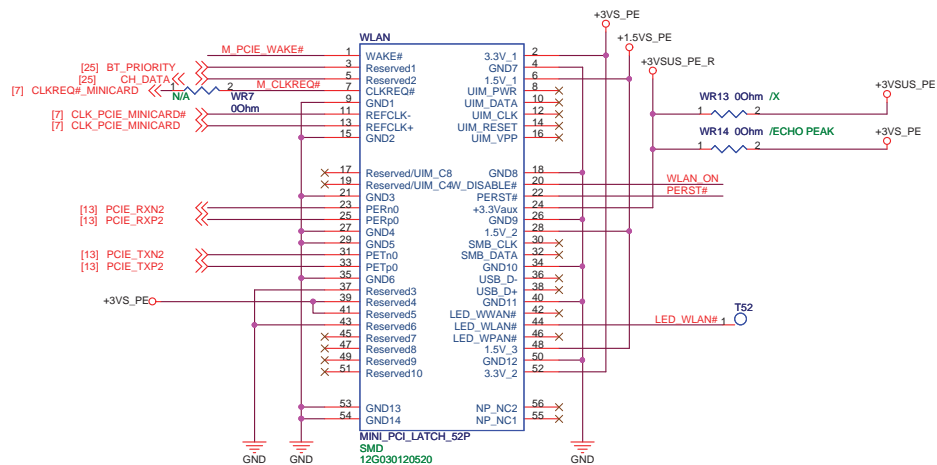 +3VS_PE
+1.5VS_PE
WLAN
+3VSUS_PE_R
+3VSUS_PE
M_PCIE_WAKE# 1 WAKE# 3.3V_1 2
[25] BT_PRIORITY 3 Reserved1 GND7 4
[25] CH_DATA 5 Reserved2 1.5V_1 6
[7] CLKREQ#_MINICARD 1 2 M_CLKREQ# 7 CLKREQ# UIM_PWR 8
N/A WR7
0Ohm
9 GND1 UIM_DATA 10
WR13 0Ohm /X
1 2
[7] CLK_PCIE_MINICARD# 11 REFCLK- UIM_CLK 12
[7] CLK_PCIE_MINICARD 13 REFCLK+ UIM_RESET 14
WR14 0Ohm /ECHO PEAK
+3VS_PE
15 GND2 UIM_VPP 16
1 2
17 Reserved/UIM_C8 GND8 18
19 Reserved/UIM_C4W_DISABLE# 20 WLAN_ON
21 GND3 PERST# 22 PERST#
[13] PCIE_RXN2 23 PERn0 +3.3Vaux 24
[13] PCIE_RXP2 25 PERp0 GND9 26
27 GND4 1.5V_2 28
29 GND5 SMB_CLK 30
[13] PCIE_TXN2 31 PETn0 SMB_DATA 32
[13] PCIE_TXP2 33 PETp0 GND10 34
35 GND6 USB_D- 36
37 Reserved3 USB_D+ 38
+3VS_PE 39 Reserved4 GND11 40
41 Reserved5 LED_WWAN# 42
T52
43 Reserved6 LED_WLAN# 44 LED_WLAN# 1
45 Reserved7 LED_WPAN# 46
47 Reserved8 1.5V_3 48
49 Reserved9 GND12 50
51 Reserved10 3.3V_2 52
53 GND13 NP_NC2 56
54 GND14 NP_NC1 55
MINI_PCI_LATCH_52P
SMD
12G030120520
GND GND GND